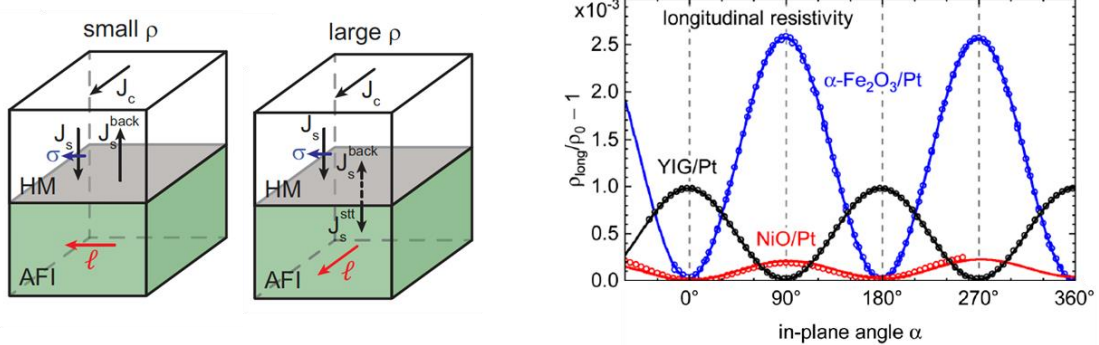 small ρ
J_c
J_s
J_s^back
σ
HM
ℓ
AFI
large ρ
J_c
J_s
J_s^back
σ
HM
J_s^stt
ℓ
AFI
x10⁻³
longitudinal resistivity
α-Fe₂O₃/Pt
YIG/Pt
NiO/Pt
ρ_long/ρ₀ − 1
2.5
2.0
1.5
1.0
0.5
0.0
0° 90° 180° 270° 360°
in-plane angle α